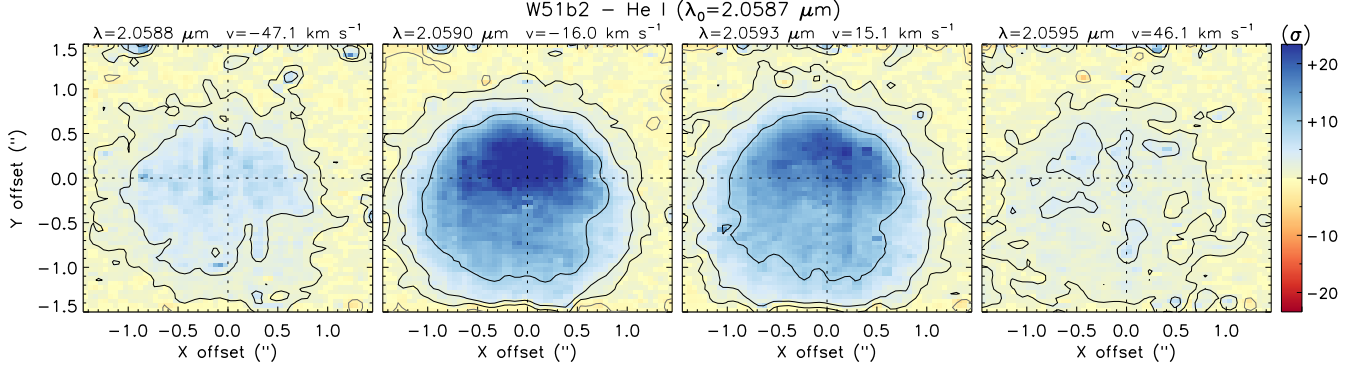 W51b2 – He I (λ₀=2.0587 μm)
λ=2.0588 μm v=−47.1 km s⁻¹ λ=2.0590 μm v=−16.0 km s⁻¹ λ=2.0593 μm v=15.1 km s⁻¹ λ=2.0595 μm v=46.1 km s⁻¹ (σ)
1.5
1.0
0.5
0.0
−0.5
−1.0
−1.5
Y offset (")
+20
+10
+0
−10
−20
−1.0 −0.5 0.0 0.5 1.0 −1.0 −0.5 0.0 0.5 1.0 −1.0 −0.5 0.0 0.5 1.0 −1.0 −0.5 0.0 0.5 1.0
X offset (") X offset (") X offset (") X offset (")